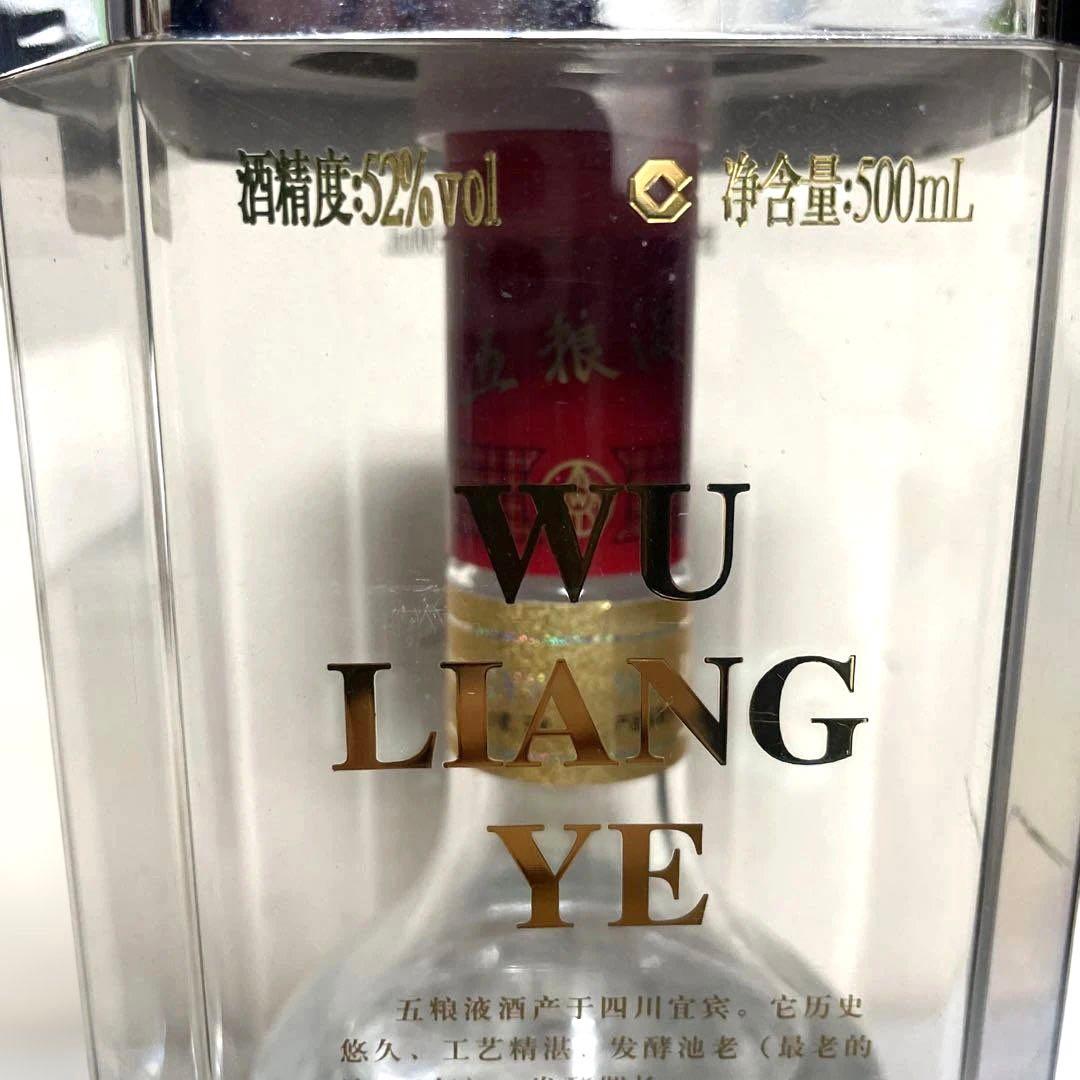 酒精度:52%vol
净含量:500mL
五粮液
WU
LIANG
YE
五粮液酒产于四川宜宾。它历史
悠久、工艺精湛、发酵池老（最老的